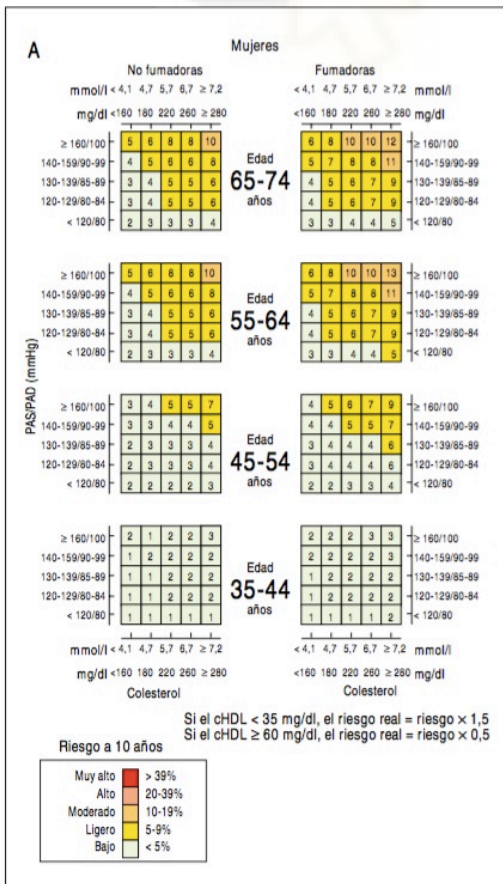 A
Mujeres
No fumadoras Fumadoras
mmol/l < 4,1 4,7 5,7 6,7 ≥ 7,2 mmol/l < 4,1 4,7 5,7 6,7 ≥ 7,2
mg/dl <160 180 220 260 ≥ 280 mg/dl <160 180 220 260 ≥ 280
PAS/PAD (mmHg)
≥ 160/100 5 6 8 8 10 Edad 6 8 10 10 12 ≥ 160/100
140-159/90-99 4 5 6 6 8 5 7 8 8 11 140-159/90-99
130-139/85-89 3 4 5 5 6 65-74 4 5 6 7 9 130-139/85-89
120-129/80-84 3 4 5 5 6 años 4 5 6 7 9 120-129/80-84
< 120/80 2 3 3 3 4 3 3 4 4 5 < 120/80
≥ 160/100 5 6 8 8 10 Edad 6 8 10 10 13 ≥ 160/100
140-159/90-99 4 5 6 6 8 5 7 8 8 11 140-159/90-99
130-139/85-89 3 4 5 5 6 55-64 4 5 6 7 9 130-139/85-89
120-129/80-84 3 4 5 5 6 años 4 5 6 7 9 120-129/80-84
< 120/80 2 3 3 3 4 2 3 4 4 5 < 120/80
≥ 160/100 3 4 5 5 7 Edad 4 5 6 7 9 ≥ 160/100
140-159/90-99 3 3 4 4 5 4 4 5 5 7 140-159/90-99
130-139/85-89 2 3 3 3 4 45-54 3 4 4 4 6 130-139/85-89
120-129/80-84 2 3 3 3 4 años 3 3 4 4 6 120-129/80-84
< 120/80 2 2 2 2 3 2 2 3 3 4 < 120/80
≥ 160/100 2 1 2 2 3 Edad 2 2 2 3 3 ≥ 160/100
140-159/90-99 1 2 2 2 2 2 2 2 2 3 140-159/90-99
130-139/85-89 1 1 2 2 2 35-44 1 2 2 2 2 130-139/85-89
120-129/80-84 1 1 2 2 2 años 1 2 2 2 2 120-129/80-84
< 120/80 1 1 1 1 1 1 1 1 1 2 < 120/80
mmol/l < 4,1 4,7 5,7 6,7 ≥ 7,2 < 4,1 4,7 5,7 6,7 ≥ 7,2 mmol/l
mg/dl <160 180 220 260 ≥ 280 <160 180 220 260 ≥ 280 mg/dl
Colesterol Colesterol
Si el cHDL < 35 mg/dl, el riesgo real = riesgo × 1,5
Si el cHDL ≥ 60 mg/dl, el riesgo real = riesgo × 0,5
Riesgo a 10 años
Muy alto > 39%
Alto 20-39%
Moderado 10-19%
Ligero 5-9%
Bajo < 5%